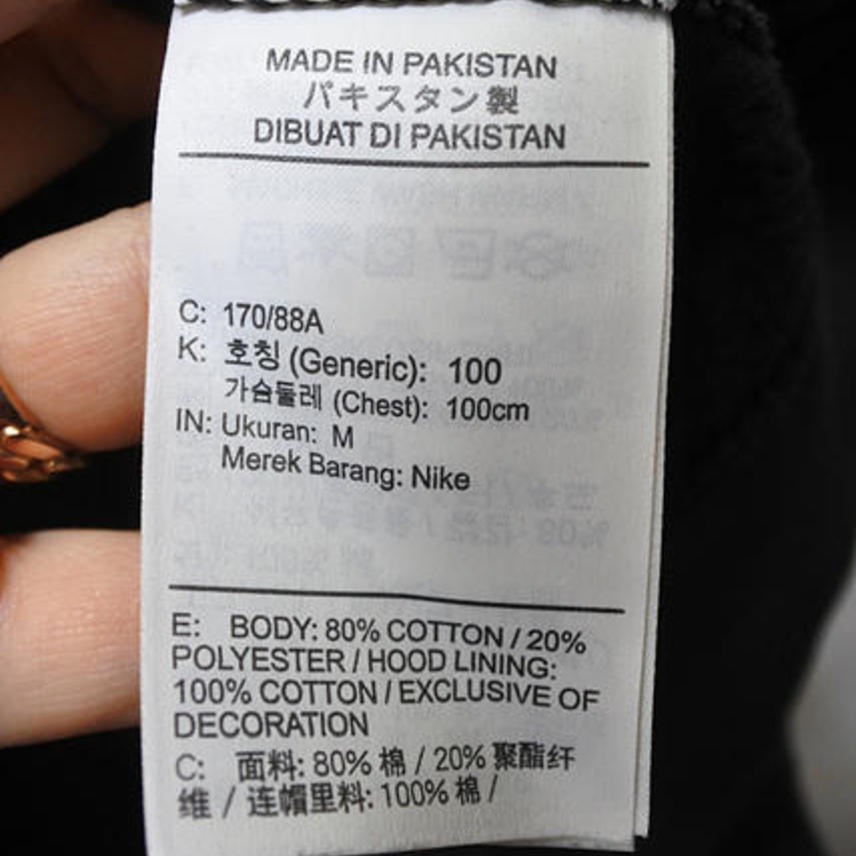 MADE IN PAKISTAN
パキスタン製
DIBUAT DI PAKISTAN
C: 170/88A
K: 호칭 (Generic): 100
가슴둘레 (Chest): 100cm
IN: Ukuran: M
Merek Barang: Nike
E: BODY: 80% COTTON / 20%
POLYESTER / HOOD LINING:
100% COTTON / EXCLUSIVE OF
DECORATION
C: 面料: 80% 棉 / 20% 聚酯纤
维 / 连帽里料: 100% 棉 /